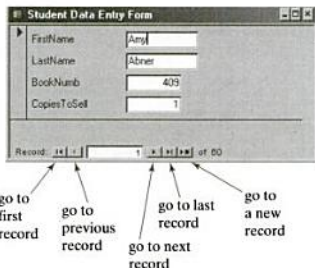 Student Data Entry Form
FirstName Amy
LastName Abner
BookNumb 409
CopiesToSell 1
Record: 1 of 60
go to first record
go to previous record
go to next record
go to last record
go to a new record